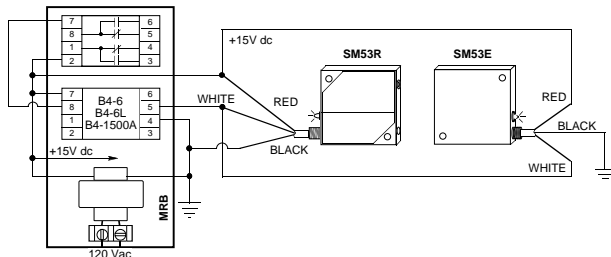 7 6
8 5
1 4
2 3
+15V dc
SM53R
SM53E
7 6
8 5
1 4
2 3
B4-6
B4-6L
B4-1500A
WHITE
RED
BLACK
RED
BLACK
WHITE
+15V dc
MRB
120 Vac